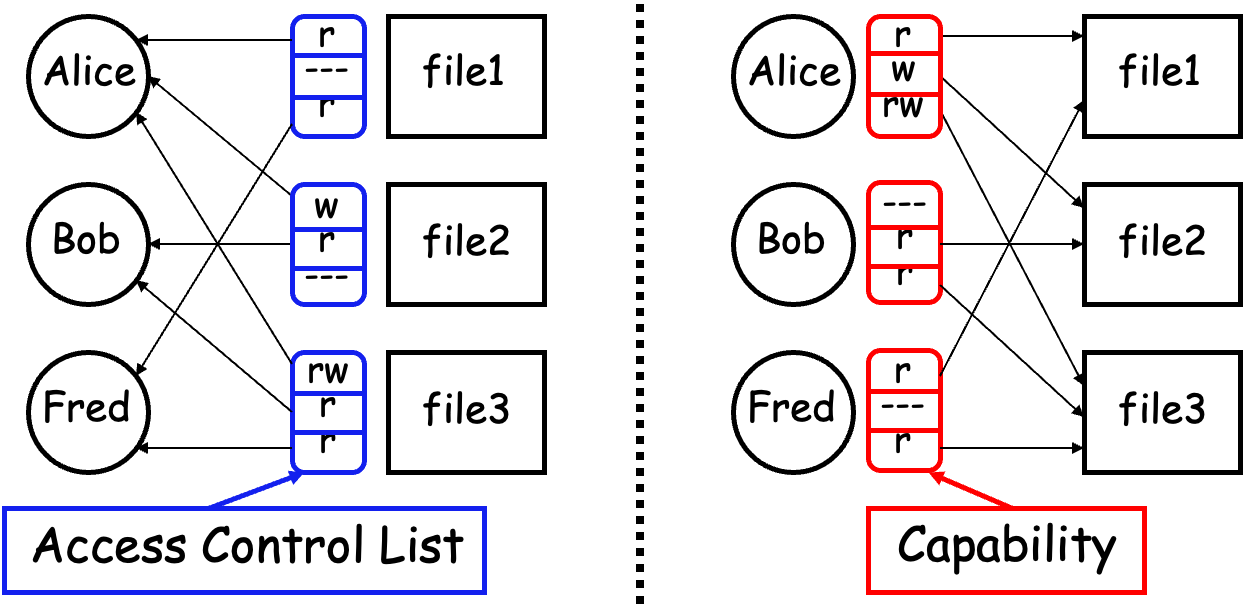 Alice
r
---
r
file1
Bob
w
r
---
file2
Fred
rw
r
r
file3
Access Control List
Alice
r
w
rw
file1
Bob
---
r
r
file2
Fred
r
---
r
file3
Capability